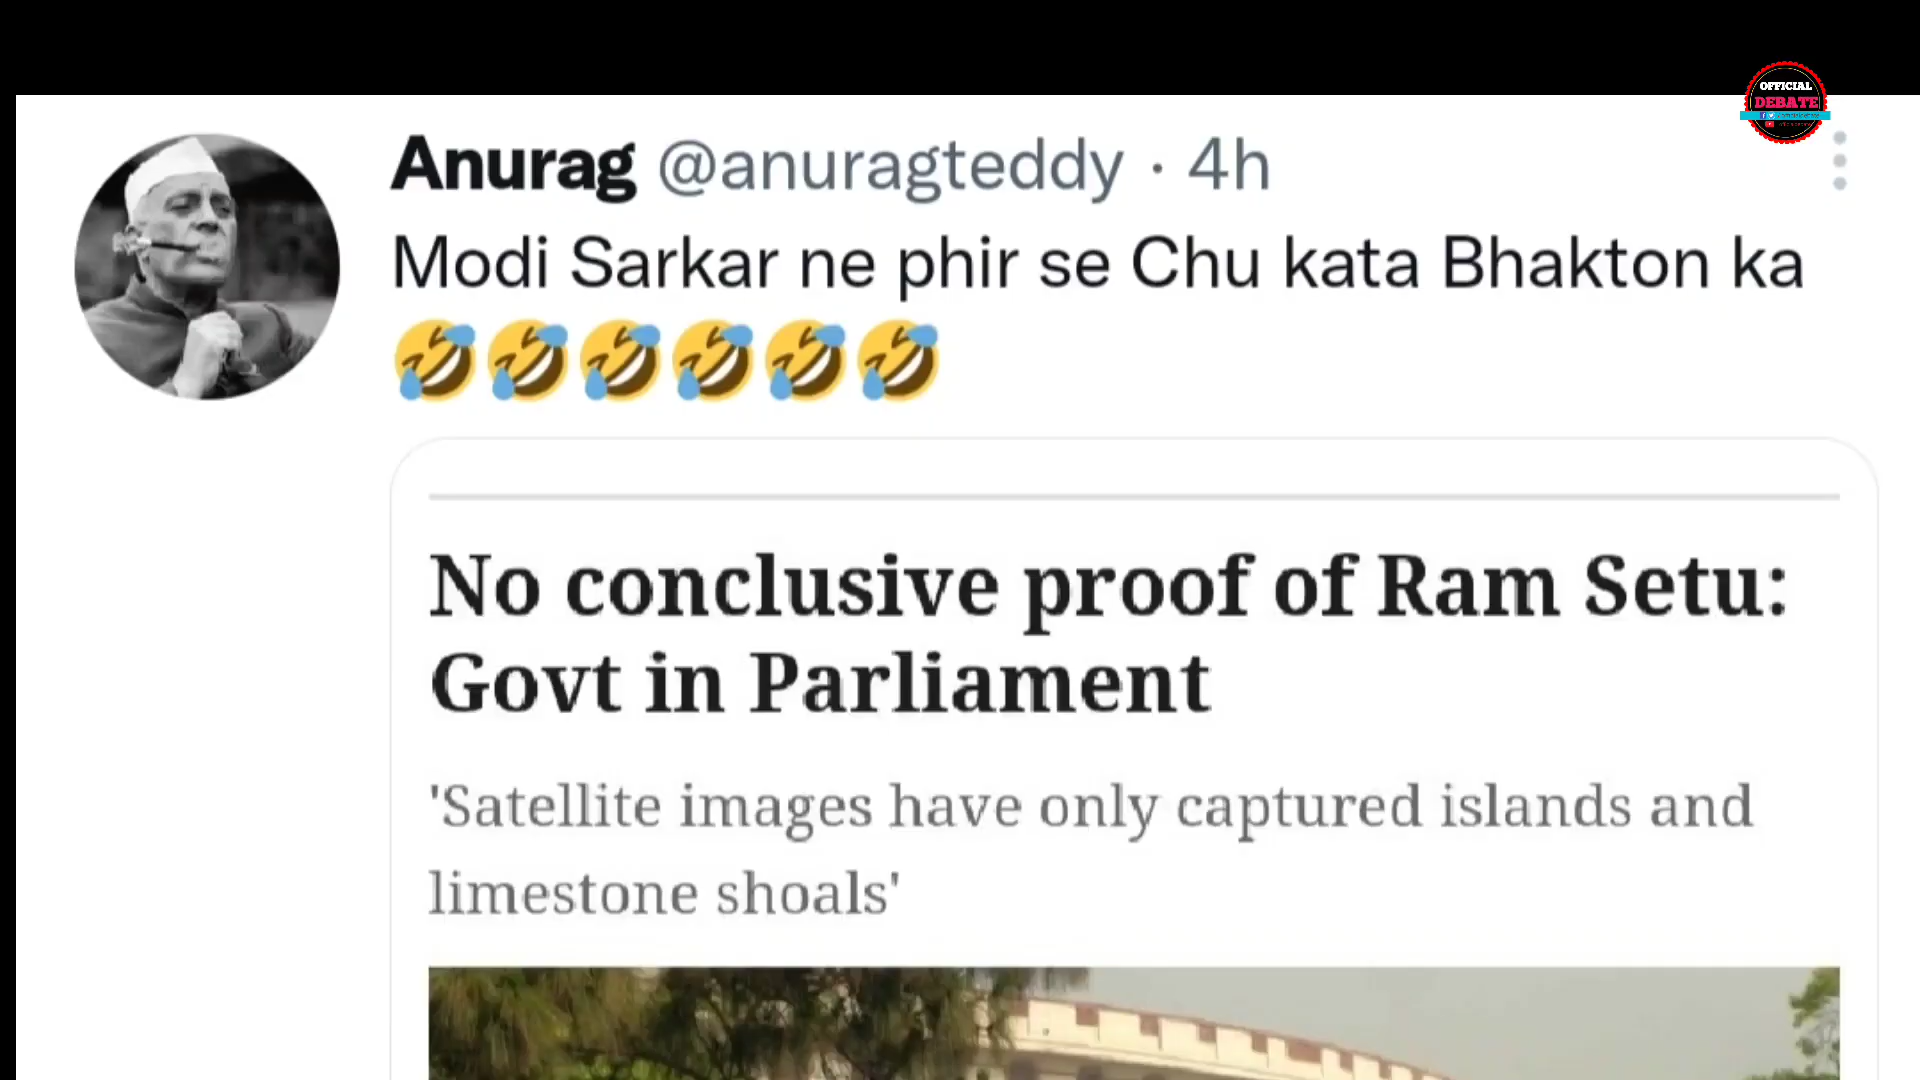 OFFICIAL
DEBATE
Anurag @anuragteddy · 4h
Modi Sarkar ne phir se Chu kata Bhakton ka
🤣🤣🤣🤣🤣🤣
No conclusive proof of Ram Setu:
Govt in Parliament
'Satellite images have only captured islands and
limestone shoals'